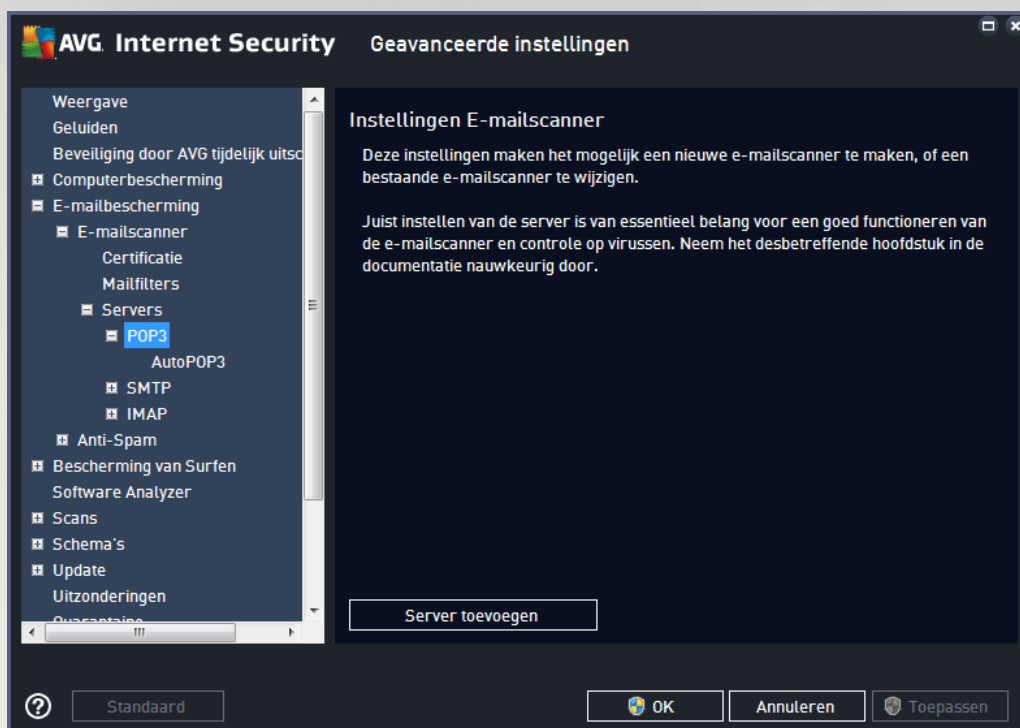 AVG. Internet Security
Geavanceerde instellingen
Weergave
Geluiden
Beveiliging door AVG tijdelijk uitsc
Computerbescherming
E-mailbescherming
E-mailscanner
Certificatie
Mailfilters
Servers
POP3
AutoPOP3
SMTP
IMAP
Anti-Spam
Bescherming van Surfen
Software Analyzer
Scans
Schema's
Update
Uitzonderingen
Quarantaine
Instellingen E-mailscanner
Deze instellingen maken het mogelijk een nieuwe e-mailscanner te maken, of een
bestaande e-mailscanner te wijzigen.
Juist instellen van de server is van essentieel belang voor een goed functioneren van
de e-mailscanner en controle op virussen. Neem het desbetreffende hoofdstuk in de
documentatie nauwkeurig door.
Server toevoegen
Standaard
OK
Annuleren
Toepassen